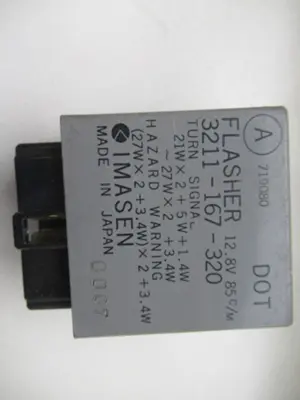 A 719080 DOT
FLASHER 12.8V 85C/M
3211-167-320
TURN SIGNAL
21W×2+5W+1.4W
~27W×2+3.4W
HAZARD WARNING
(27W×2+3.4W)×2+3.4W
IMASEN
MADE IN JAPAN